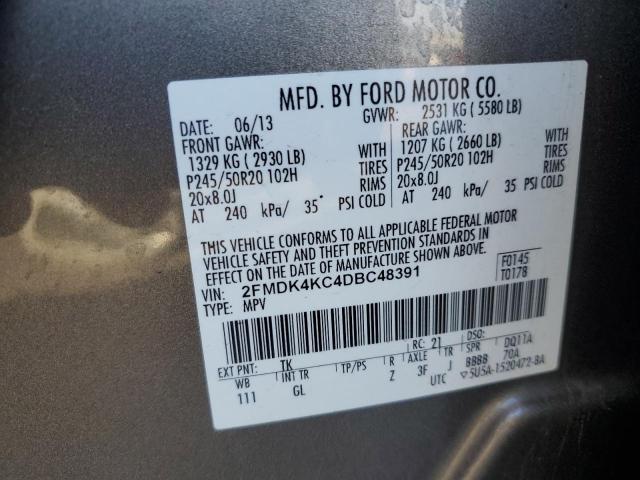 MFD. BY FORD MOTOR CO.
DATE: 06/13 GVWR: 2531 KG ( 5580 LB)
FRONT GAWR: WITH REAR GAWR: WITH
1329 KG ( 2930 LB) TIRES 1207 KG ( 2660 LB) TIRES
P245/50R20 102H RIMS P245/50R20 102H RIMS
20x8.0J 20x8.0J
AT 240 kPa/ 35 PSI COLD AT 240 kPa/ 35 PSI COLD
THIS VEHICLE CONFORMS TO ALL APPLICABLE FEDERAL MOTOR
VEHICLE SAFETY AND THEFT PREVENTION STANDARDS IN
EFFECT ON THE DATE OF MANUFACTURE SHOWN ABOVE.
VIN: 2FMDK4KC4DBC48391 F0145
TYPE: MPV T0178
EXT PNT: TK RC: 21 DSO: DQ11A
WB INT TR TP/PS R AXLE TR SPR
111 GL Z 3F J BBBB 70A
UTC ▽5U5A-1520472-BA